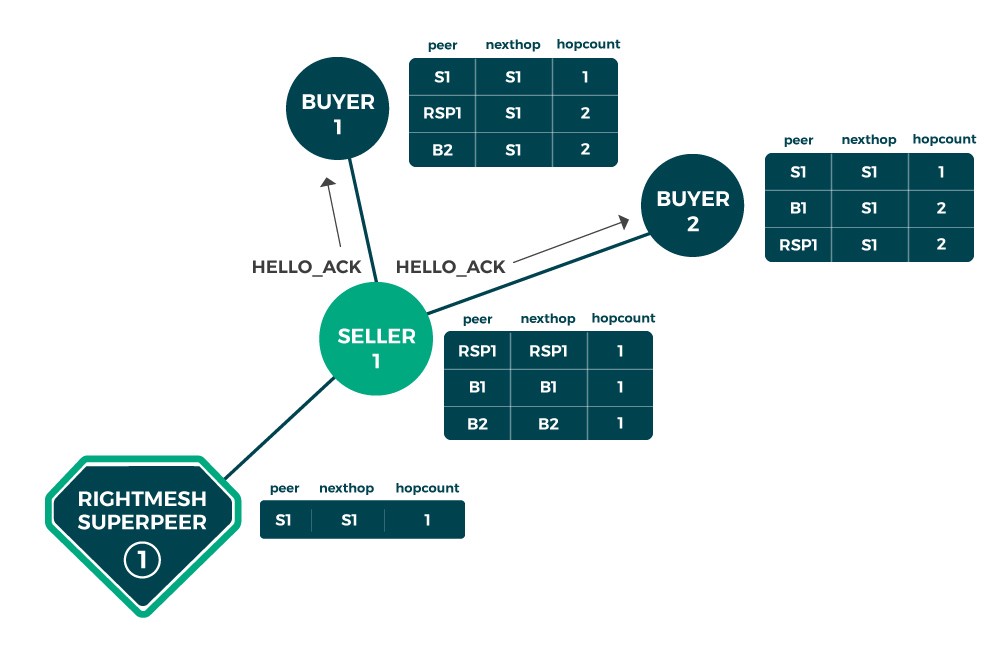 peer nexthop hopcount
S1 S1 1
RSP1 S1 2
B2 S1 2
BUYER
1
peer nexthop hopcount
S1 S1 1
B1 S1 2
RSP1 S1 2
BUYER
2
HELLO_ACK HELLO_ACK
SELLER
1
peer nexthop hopcount
RSP1 RSP1 1
B1 B1 1
B2 B2 1
RIGHTMESH
SUPERPEER
1
peer nexthop hopcount
S1 S1 1